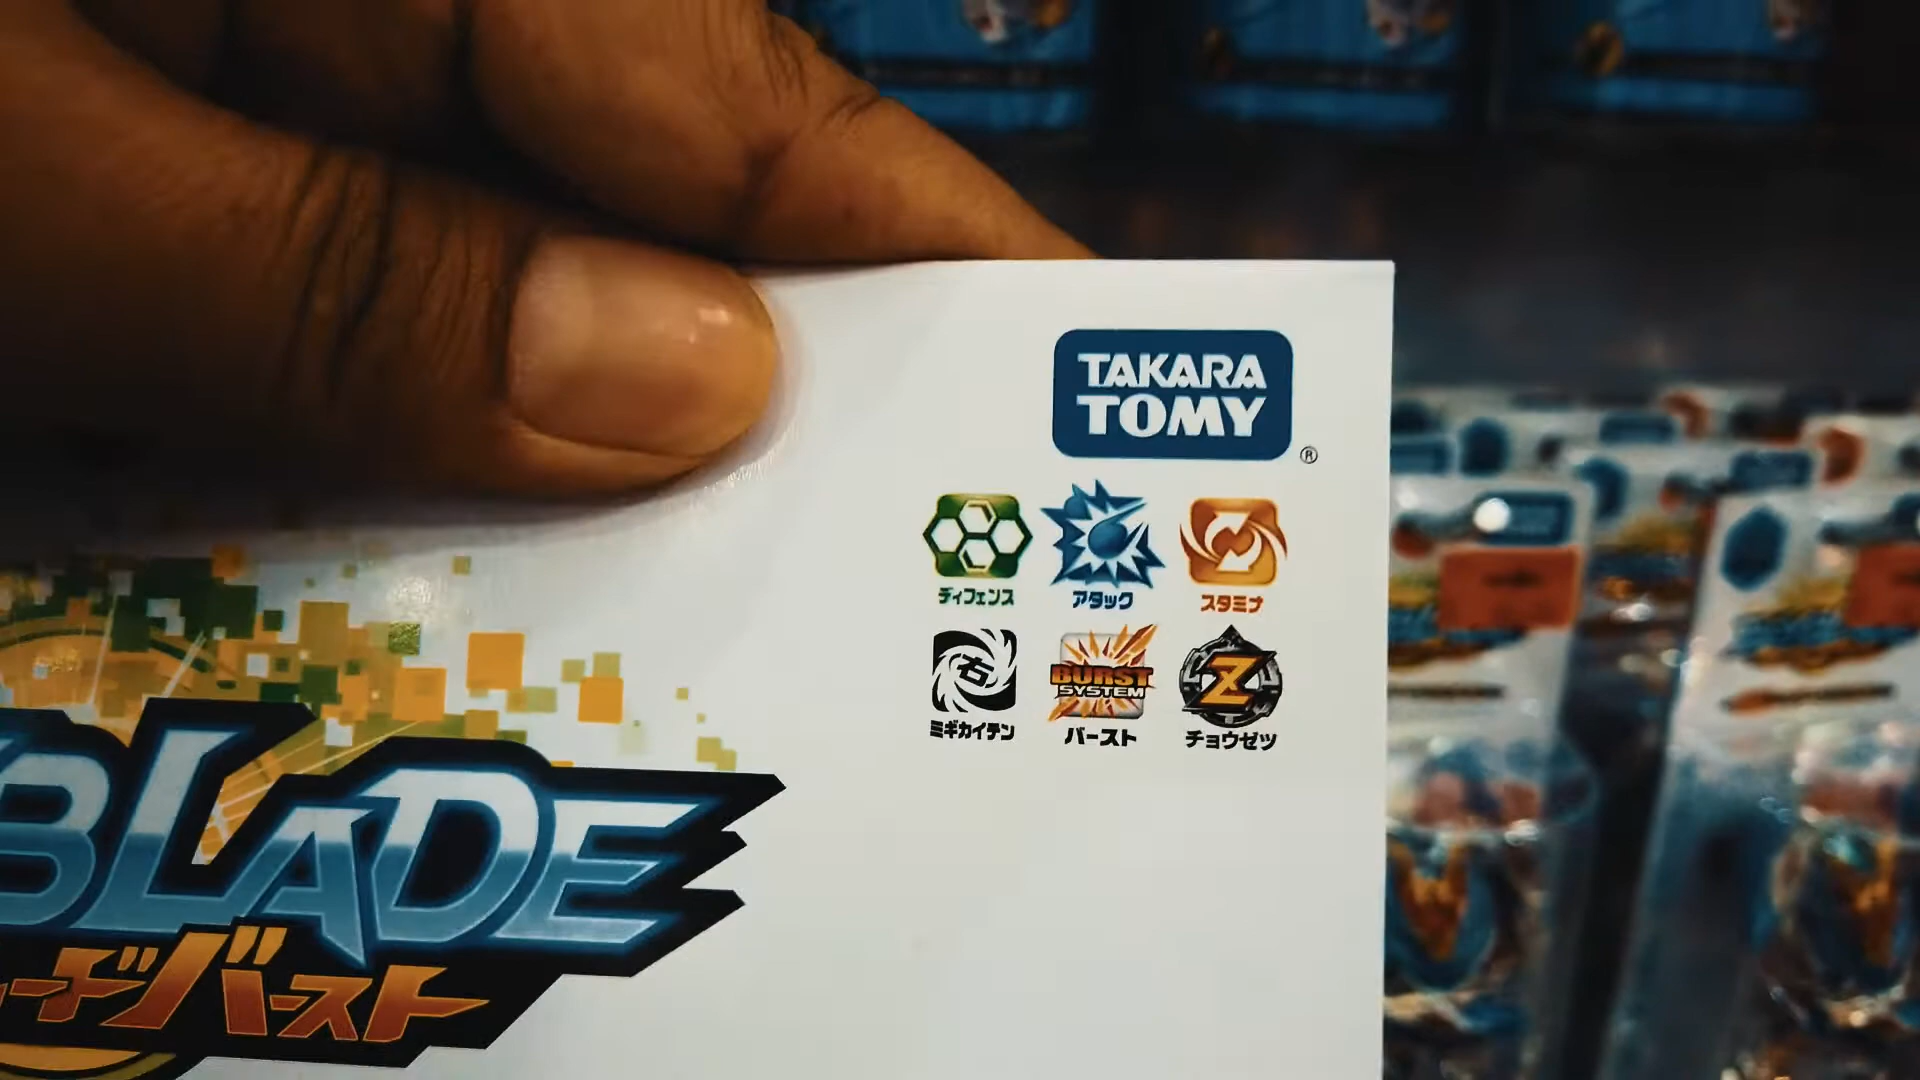 TAKARA
TOMY
®
ディフェンス
アタック
スタミナ
右
BURST
SYSTEM
Z
ミギカイテン
バースト
チョウゼツ
BLADE
ードバースト